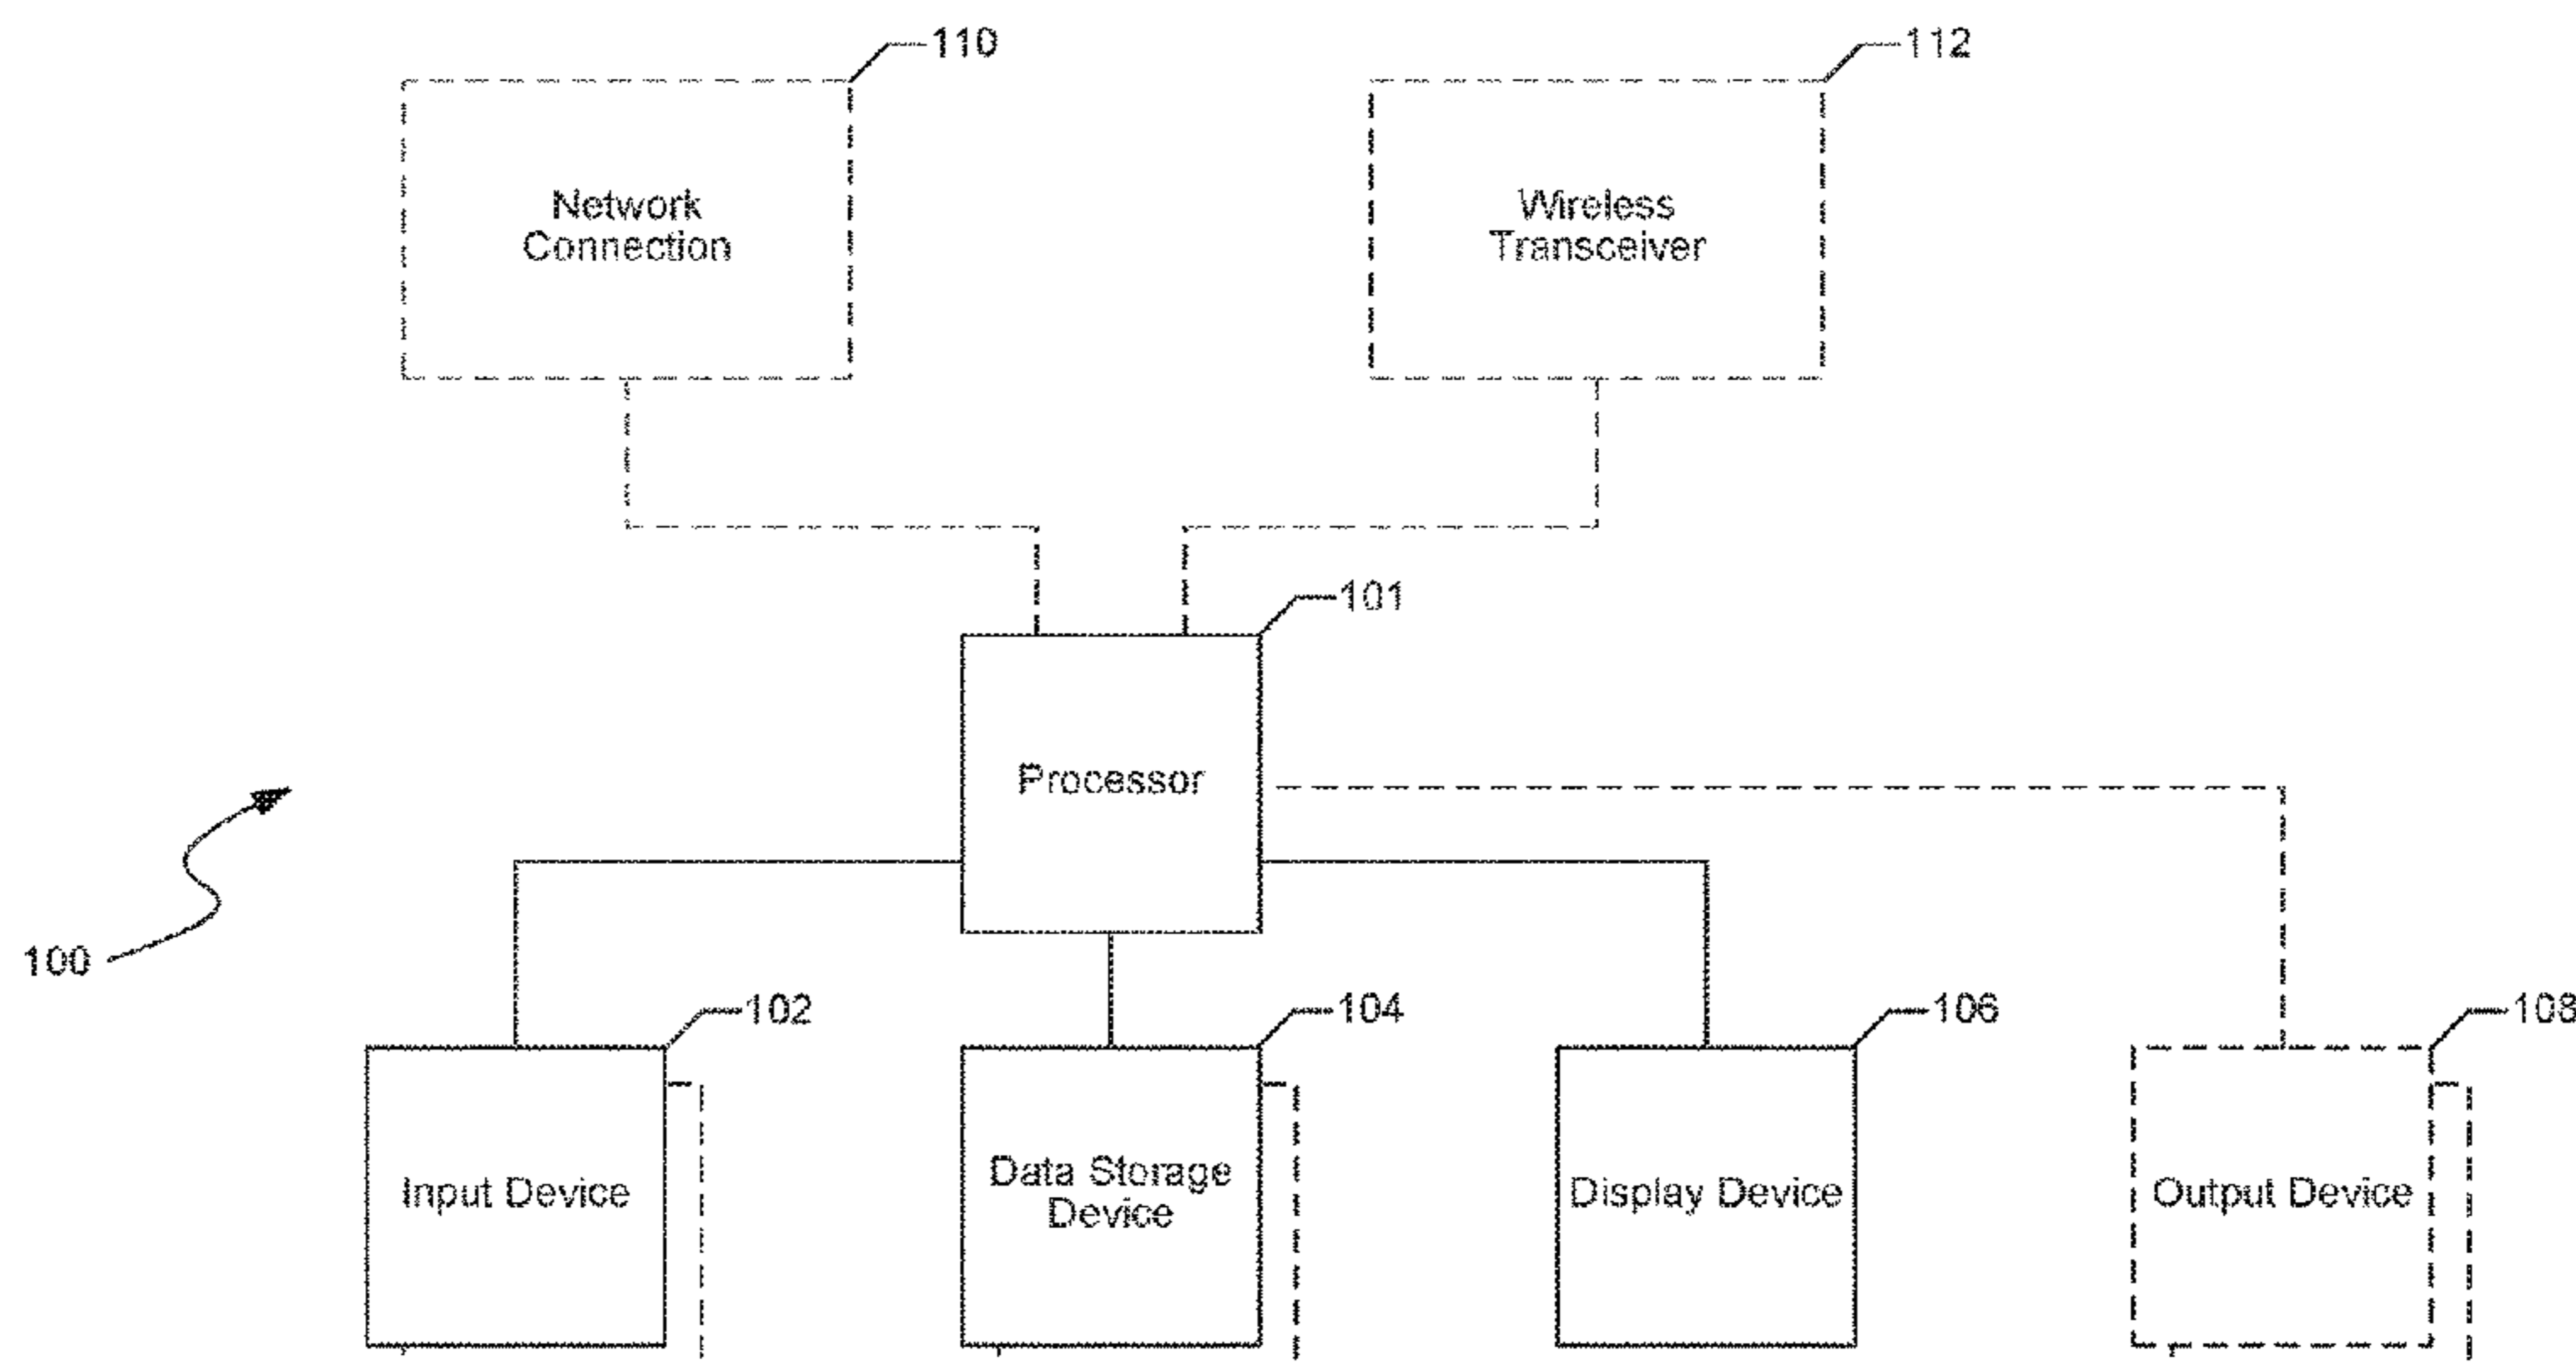 110
112
Network
Connection
Wireless
Transceiver
101
Processor
100
102
104
106
108
Input Device
Data Storage
Device
Display Device
Output Device